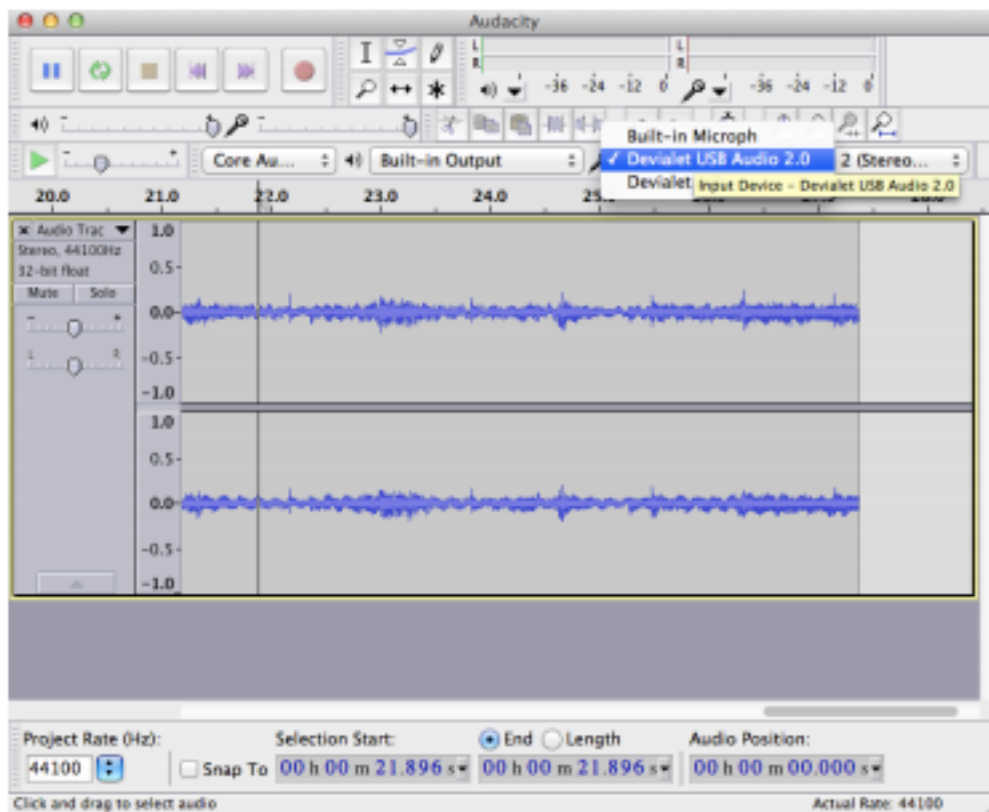 Audacity
L
R
-36 -24 -12 0
L
R
-36 -24 -12 0
Built-in Microph
Core Au... Built-in Output ✓ Devialet USB Audio 2.0 2 (Stereo...
Devialet Input Device - Devialet USB Audio 2.0
20.0 21.0 22.0 23.0 24.0
Audio Trac
Stereo, 44100Hz
32-bit float
Mute Solo
- +
L R
1.0
0.5-
0.0-
-0.5-
-1.0
1.0
0.5-
0.0-
-0.5-
-1.0
Project Rate (Hz): Selection Start: End Length Audio Position:
44100 Snap To 00 h 00 m 21.896 s 00 h 00 m 21.896 s 00 h 00 m 00.000 s
Click and drag to select audio Actual Rate: 44100